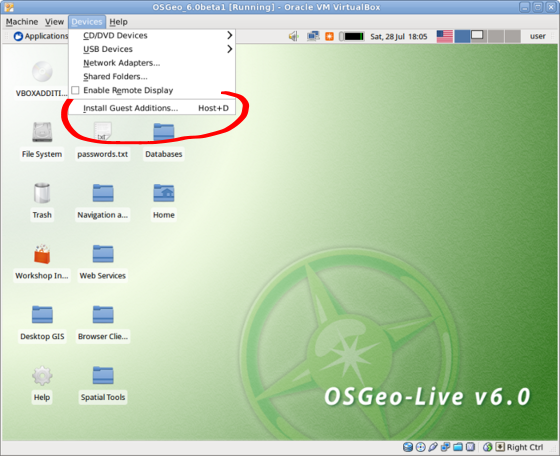 OSGeo_6.0beta1 [Running] - Oracle VM VirtualBox
Machine View Devices Help
Applications
Sat, 28 Jul 18:05 user
CD/DVD Devices
USB Devices
Network Adapters...
Shared Folders...
Enable Remote Display
Install Guest Additions... Host+D
VBOXADDITI...
File System passwords.txt Databases
Trash Navigation a... Home
Workshop In... Web Services
Desktop GIS Browser Clie...
Help Spatial Tools
OSGeo-Live v6.0
Right Ctrl